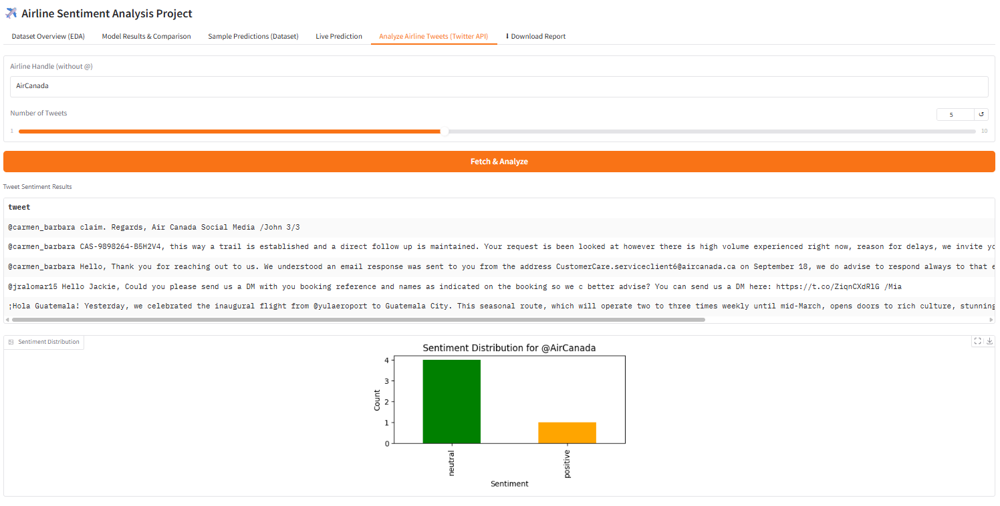 Airline Sentiment Analysis Project
Dataset Overview (EDA) Model Results & Comparison Sample Predictions (Dataset) Live Prediction Analyze Airline Tweets (Twitter API) ⬇ Download Report
Airline Handle (without @)
AirCanada
Number of Tweets
5
1
10
Fetch & Analyze
Tweet Sentiment Results
tweet
@carmen_barbara claim. Regards, Air Canada Social Media /John 3/3
@carmen_barbara CAS-9898264-B5H2V4, this way a trail is established and a direct follow up is maintained. Your request is been looked at however there is high volume experienced right now, reason for delays, we invite yo
@carmen_barbara Hello, Thank you for reaching out to us. We understood an email response was sent to you from the address CustomerCare.serviceclient6@aircanada.ca on September 18, we do advise to respond always to that e
@jralomar15 Hello Jackie, Could you please send us a DM with you booking reference and names as indicated on the booking so we c better advise? You can send us a DM here: https://t.co/ZiqnCXdRlG /Mia
¡Hola Guatemala! Yesterday, we celebrated the inaugural flight from @yulaeroport to Guatemala City. This seasonal route, which will operate two to three times weekly until mid-March, opens doors to rich culture, stunning
Sentiment Distribution
Sentiment Distribution for @AirCanada
Count
4
3
2
1
0
neutral
positive
Sentiment